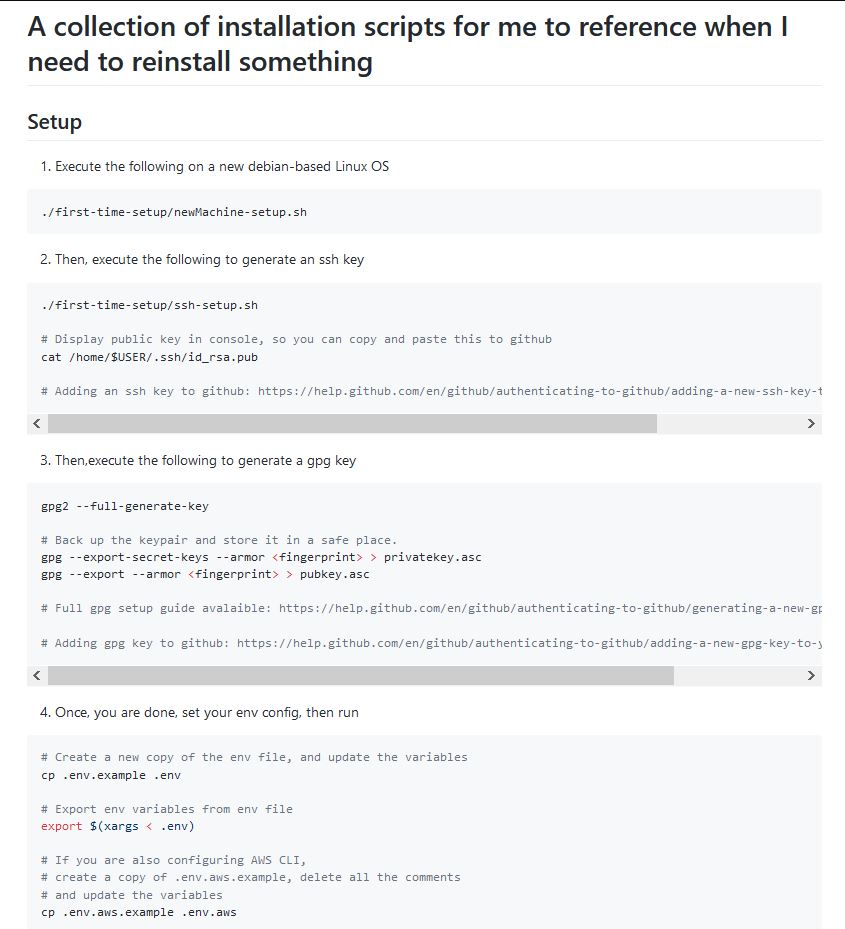 A collection of installation scripts for me to reference when I
need to reinstall something
Setup
1. Execute the following on a new debian-based Linux OS
./first-time-setup/newMachine-setup.sh
2. Then, execute the following to generate an ssh key
./first-time-setup/ssh-setup.sh
# Display public key in console, so you can copy and paste this to github
cat /home/$USER/.ssh/id_rsa.pub
# Adding an ssh key to github: https://help.github.com/en/github/authenticating-to-github/adding-a-new-ssh-key-t
3. Then,execute the following to generate a gpg key
gpg2 --full-generate-key
# Back up the keypair and store it in a safe place.
gpg --export-secret-keys --armor <fingerprint> > privatekey.asc
gpg --export --armor <fingerprint> > pubkey.asc
# Full gpg setup guide avalaible: https://help.github.com/en/github/authenticating-to-github/generating-a-new-gp
# Adding gpg key to github: https://help.github.com/en/github/authenticating-to-github/adding-a-new-gpg-key-to-y
4. Once, you are done, set your env config, then run
# Create a new copy of the env file, and update the variables
cp .env.example .env
# Export env variables from env file
export $(xargs < .env)
# If you are also configuring AWS CLI,
# create a copy of .env.aws.example, delete all the comments
# and update the variables
cp .env.aws.example .env.aws